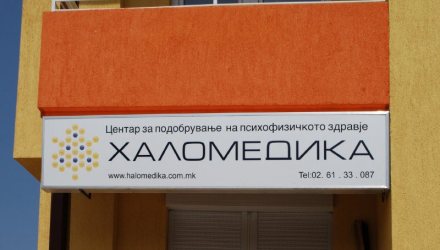 Центар за подобрување на психофизичкото здравје
ХАЛОМЕДИКА
www.halomedika.com.mk Tel:02. 61 . 33 . 087